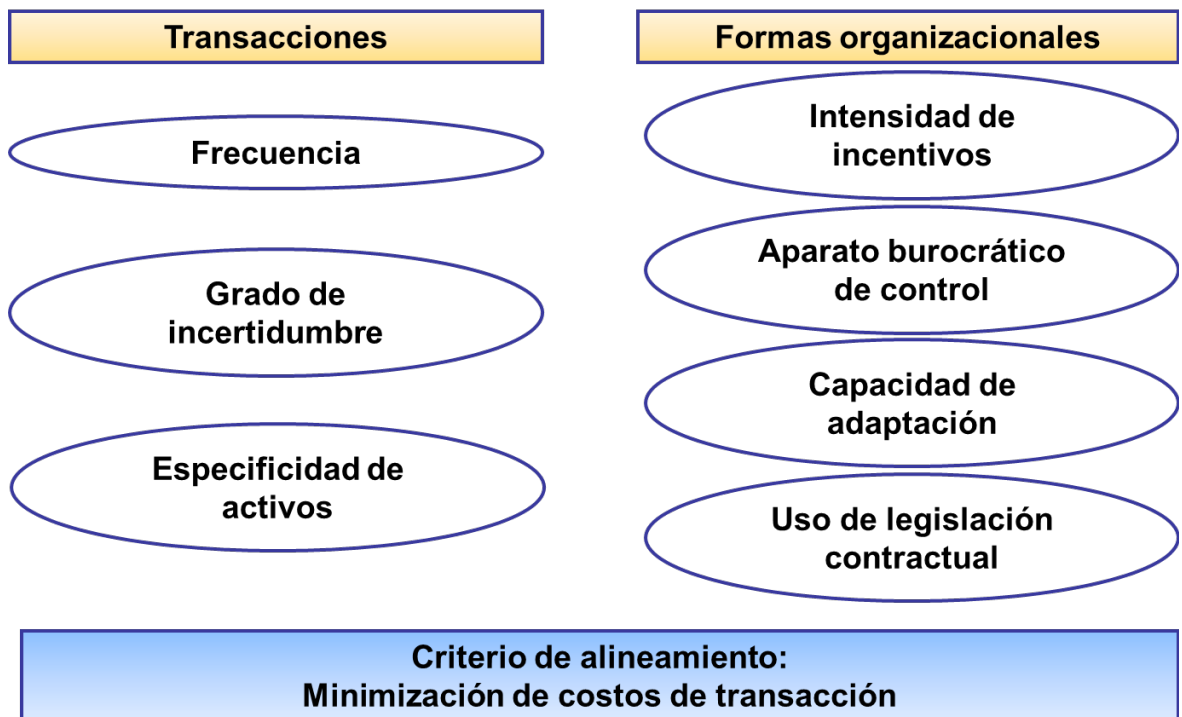 Transacciones
Frecuencia
Grado de
incertidumbre
Especificidad de
activos
Formas organizacionales
Intensidad de
incentivos
Aparato burocrático
de control
Capacidad de
adaptación
Uso de legislación
contractual
Criterio de alineamiento:
Minimización de costos de transacción